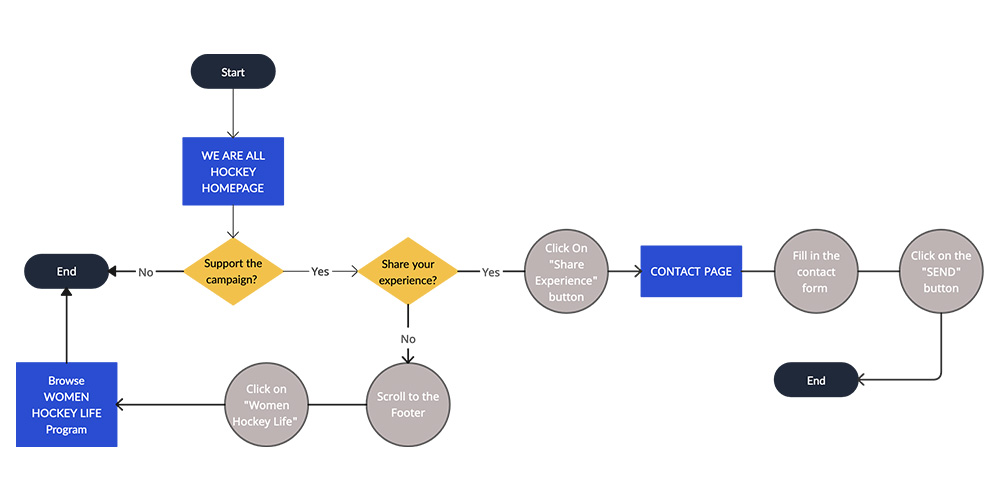 Start
WE ARE ALL
HOCKEY
HOMEPAGE
Support the
campaign?
No
End
Yes
Share your
experience?
Yes
Click On
"Share
Experience"
button
CONTACT PAGE
Fill in the
contact
form
Click on the
"SEND"
button
End
No
Scroll to the
Footer
Click on
"Women
Hockey Life"
Browse
WOMEN
HOCKEY LIFE
Program